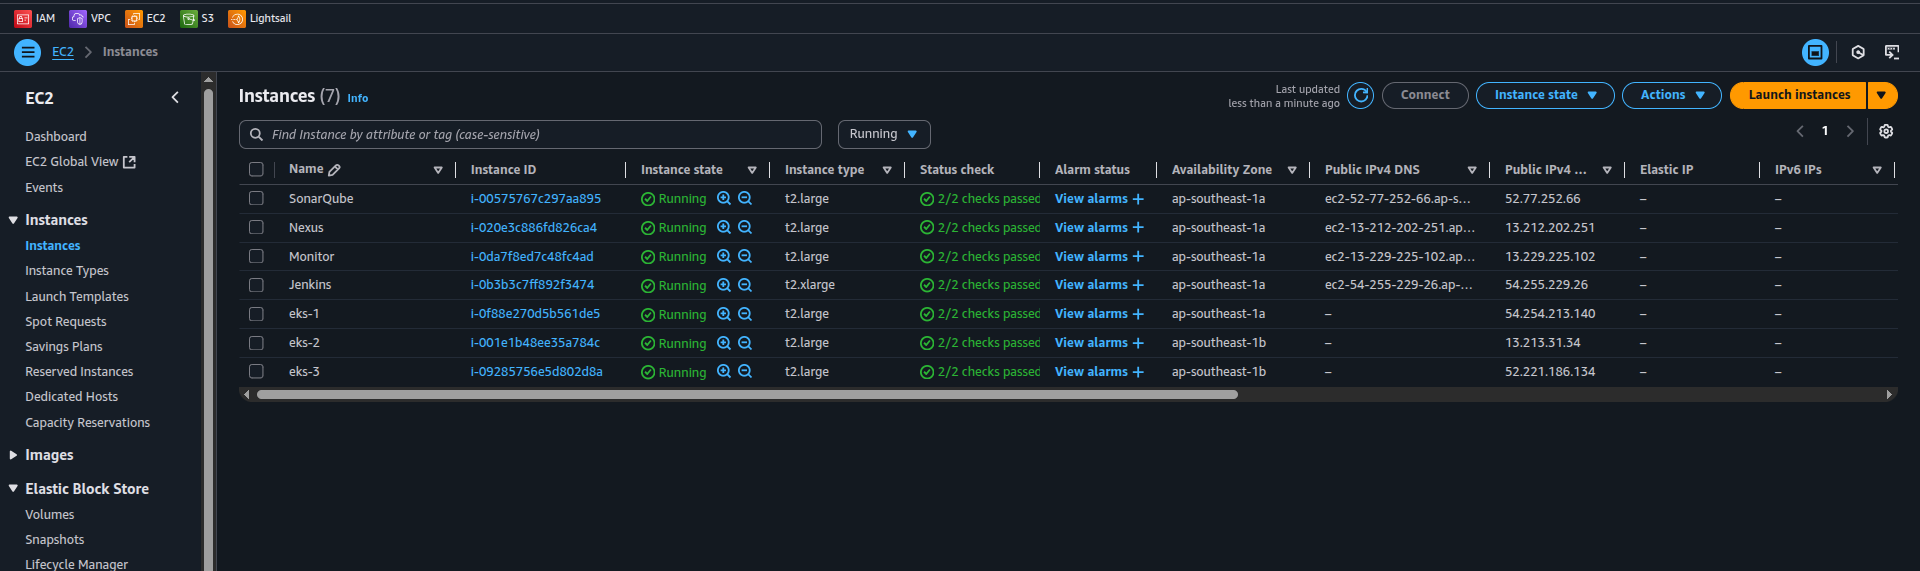 IAM VPC EC2 S3 Lightsail
EC2 > Instances
EC2
Dashboard
EC2 Global View
Events
Instances
Instances
Instance Types
Launch Templates
Spot Requests
Savings Plans
Reserved Instances
Dedicated Hosts
Capacity Reservations
Images
Elastic Block Store
Volumes
Snapshots
Lifecycle Manager
Instances (7) Info
Last updated
less than a minute ago
Connect Instance state Actions Launch instances
Find Instance by attribute or tag (case-sensitive) Running 1
Name Instance ID Instance state Instance type Status check Alarm status Availability Zone Public IPv4 DNS Public IPv4 ... Elastic IP IPv6 IPs
SonarQube i-00575767c297aa895 Running t2.large 2/2 checks passed View alarms + ap-southeast-1a ec2-52-77-252-66.ap-s... 52.77.252.66 – –
Nexus i-020e3c886fd826ca4 Running t2.large 2/2 checks passed View alarms + ap-southeast-1a ec2-13-212-202-251.ap... 13.212.202.251 – –
Monitor i-0da7f8ed7c48fc4ad Running t2.large 2/2 checks passed View alarms + ap-southeast-1a ec2-13-229-225-102.ap... 13.229.225.102 – –
Jenkins i-0b3b3c7ff892f3474 Running t2.xlarge 2/2 checks passed View alarms + ap-southeast-1a ec2-54-255-229-26.ap-... 54.255.229.26 – –
eks-1 i-0f88e270d5b561de5 Running t2.large 2/2 checks passed View alarms + ap-southeast-1a – 54.254.213.140 – –
eks-2 i-001e1b48ee35a784c Running t2.large 2/2 checks passed View alarms + ap-southeast-1b – 13.213.31.34 – –
eks-3 i-09285756e5d802d8a Running t2.large 2/2 checks passed View alarms + ap-southeast-1b – 52.221.186.134 – –